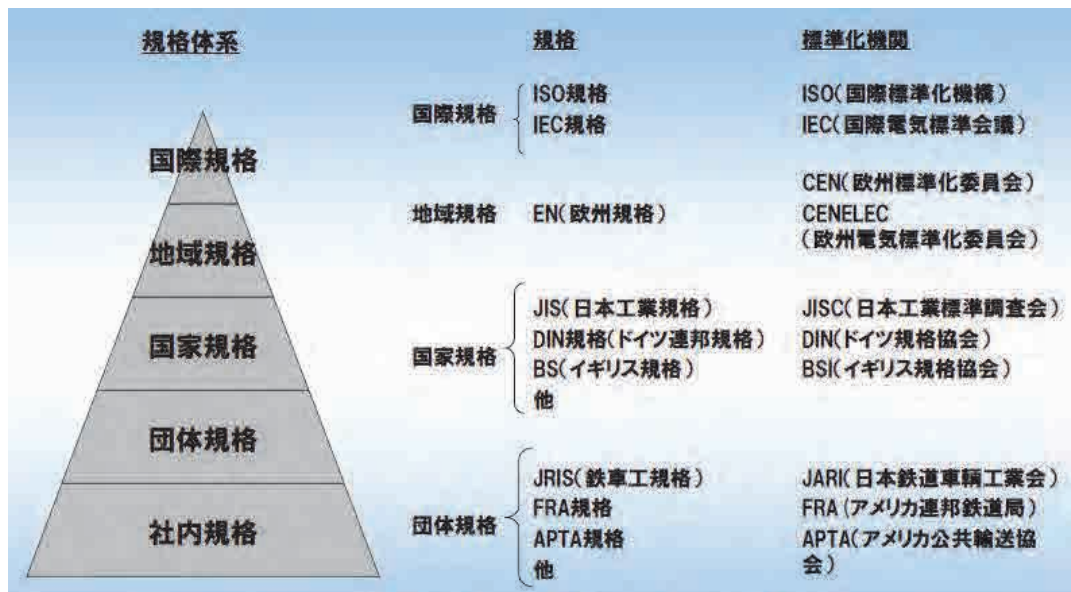 規格体系
規格
標準化機関
国際規格
地域規格
国家規格
団体規格
社内規格
国際規格
ISO規格
ISO(国際標準化機構)
IEC規格
IEC(国際電気標準会議)
地域規格
EN(欧州規格)
CEN(欧州標準化委員会)
CENELEC
(欧州電気標準化委員会)
国家規格
JIS(日本工業規格)
JISC(日本工業標準調査会)
DIN規格(ドイツ連邦規格)
DIN(ドイツ規格協会)
BS(イギリス規格)
BSI(イギリス規格協会)
他
団体規格
JRIS(鉄車工規格)
JARI(日本鉄道車輌工業会)
FRA規格
FRA(アメリカ連邦鉄道局)
APTA規格
APTA(アメリカ公共輸送協
会)
他